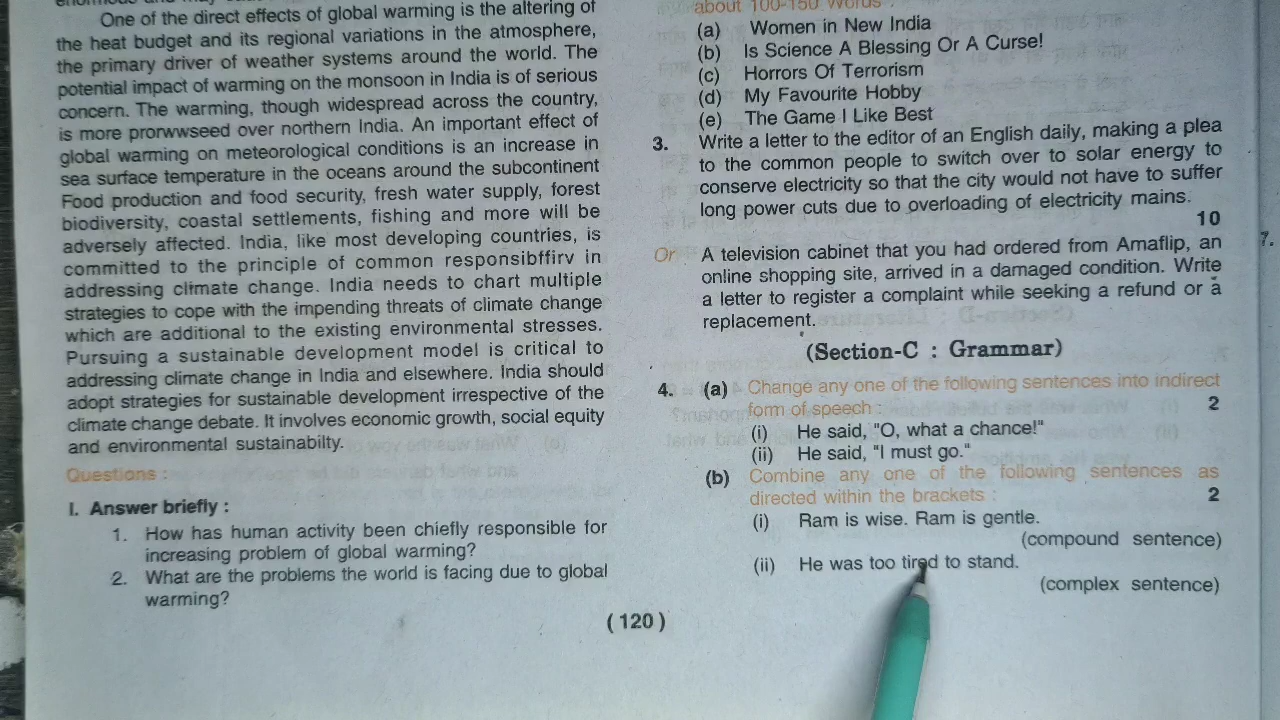 One of the direct effects of global warming is the altering of
the heat budget and its regional variations in the atmosphere,
the primary driver of weather systems around the world. The
potential impact of warming on the monsoon in India is of serious
concern. The warming, though widespread across the country,
is more prorwwseed over northern India. An important effect of
global warming on meteorological conditions is an increase in
sea surface temperature in the oceans around the subcontinent
Food production and food security, fresh water supply, forest
biodiversity, coastal settlements, fishing and more will be
adversely affected. India, like most developing countries, is
committed to the principle of common responsibffirv in
addressing climate change. India needs to chart multiple
strategies to cope with the impending threats of climate change
which are additional to the existing environmental stresses.
Pursuing a sustainable development model is critical to
addressing climate change in India and elsewhere. India should
adopt strategies for sustainable development irrespective of the
climate change debate. It involves economic growth, social equity
and environmental sustainabilty.
Questions :
I. Answer briefly :
1. How has human activity been chiefly responsible for
increasing problem of global warming?
2. What are the problems the world is facing due to global
warming?
about 100-150 words :
(a) Women in New India
(b) Is Science A Blessing Or A Curse!
(c) Horrors Of Terrorism
(d) My Favourite Hobby
(e) The Game I Like Best
3. Write a letter to the editor of an English daily, making a plea
to the common people to switch over to solar energy to
conserve electricity so that the city would not have to suffer
long power cuts due to overloading of electricity mains.
10
Or A television cabinet that you had ordered from Amaflip, an
online shopping site, arrived in a damaged condition. Write
a letter to register a complaint while seeking a refund or a
replacement.
(Section-C : Grammar)
4. (a) Change any one of the following sentences into indirect
form of speech : 2
(i) He said, "O, what a chance!"
(ii) He said, "I must go."
(b) Combine any one of the following sentences as
directed within the brackets : 2
(i) Ram is wise. Ram is gentle.
(compound sentence)
(ii) He was too tired to stand.
(complex sentence)
(120)
7.